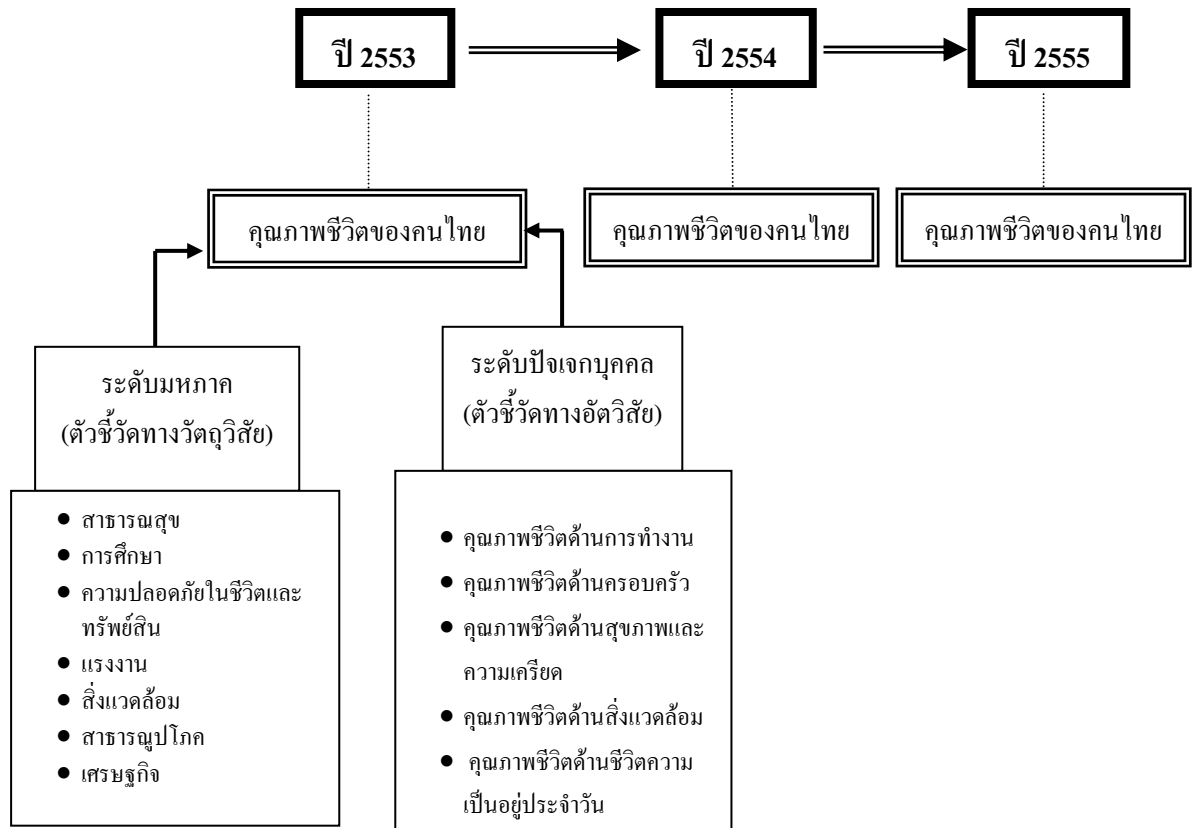 ปี 2553
ปี 2554
ปี 2555
คุณภาพชีวิตของคนไทย
คุณภาพชีวิตของคนไทย
คุณภาพชีวิตของคนไทย
ระดับมหภาค
(ตัวชี้วัดทางวัตถุวิสัย)
● สาธารณสุข
● การศึกษา
● ความปลอดภัยในชีวิตและ
ทรัพย์สิน
● แรงงาน
● สิ่งแวดล้อม
● สาธารณูปโภค
● เศรษฐกิจ
ระดับปัจเจกบุคคล
(ตัวชี้วัดทางอัตวิสัย)
● คุณภาพชีวิตด้านการทำงาน
● คุณภาพชีวิตด้านครอบครัว
● คุณภาพชีวิตด้านสุขภาพและ
ความเครียด
● คุณภาพชีวิตด้านสิ่งแวดล้อม
● คุณภาพชีวิตด้านชีวิตความ
เป็นอยู่ประจำวัน